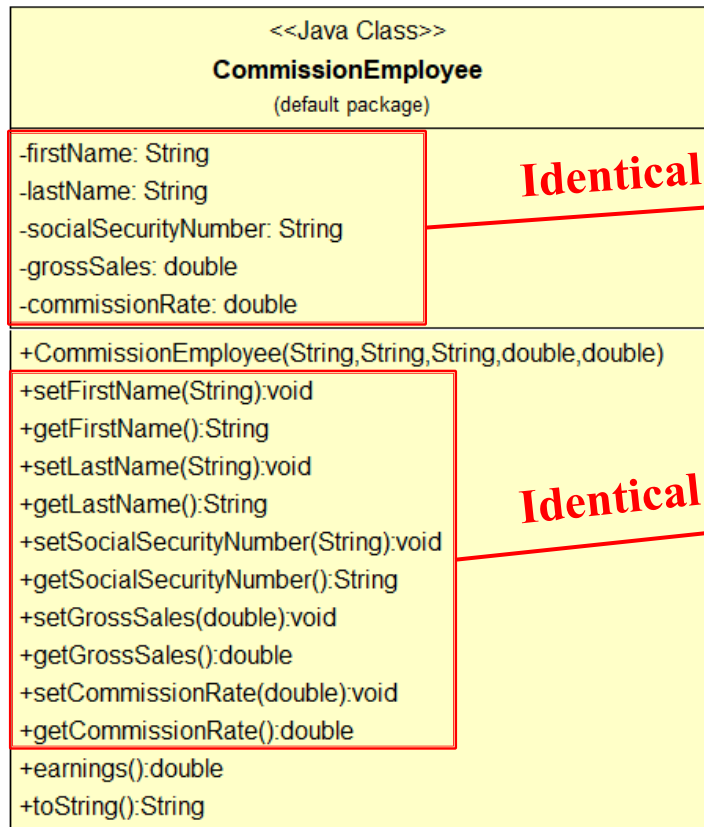 <<Java Class>>
CommissionEmployee
(default package)
-firstName: String
-lastName: String
-socialSecurityNumber: String
-grossSales: double
-commissionRate: double
Identical
+CommissionEmployee(String,String,String,double,double)
+setFirstName(String):void
+getFirstName():String
+setLastName(String):void
+getLastName():String
+setSocialSecurityNumber(String):void
+getSocialSecurityNumber():String
+setGrossSales(double):void
+getGrossSales():double
+setCommissionRate(double):void
+getCommissionRate():double
Identical
+earnings():double
+toString():String